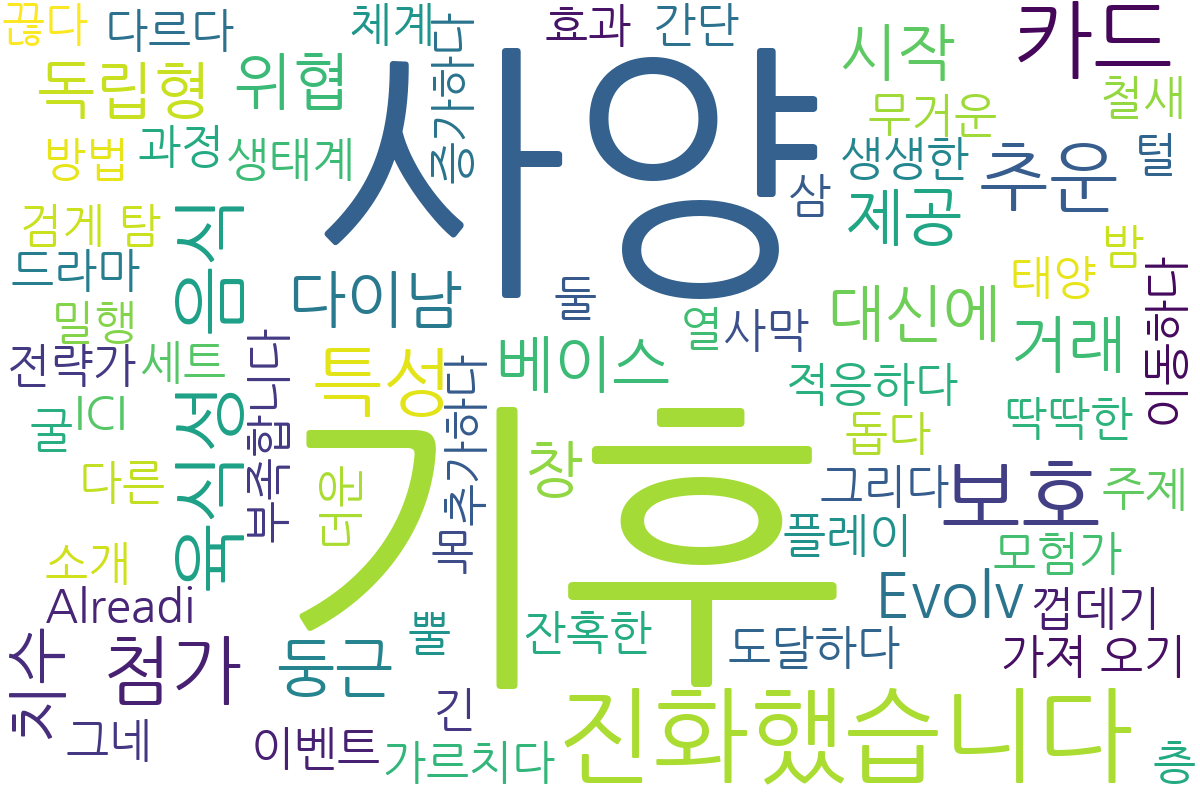 끊다
다르다
체계
증가하다
효과
간단
시작
카드
독립형
위협
사양
무거운
철새
방법
과정
생태계
생생한
추운
털
삼
제공
검게 탐
음식
드라마
다이남
둘
밤
태양
이동하다
밀행
열
사막
대신에
거래
전략가
세트
부족합니다
특성
추가하다
베이스
적응하다
딱딱한
굴
ICI
육식성
기후
돕다
다른
더운
창
그리다
보호
주제
몫
플레이
모험가
소개
Alreadi
Evolv
껍데기
치수
첨가
둥근
뿔
잔혹한
도달하다
가져 오기
그네
이벤트
긴
가르치다
진화했습니다
층